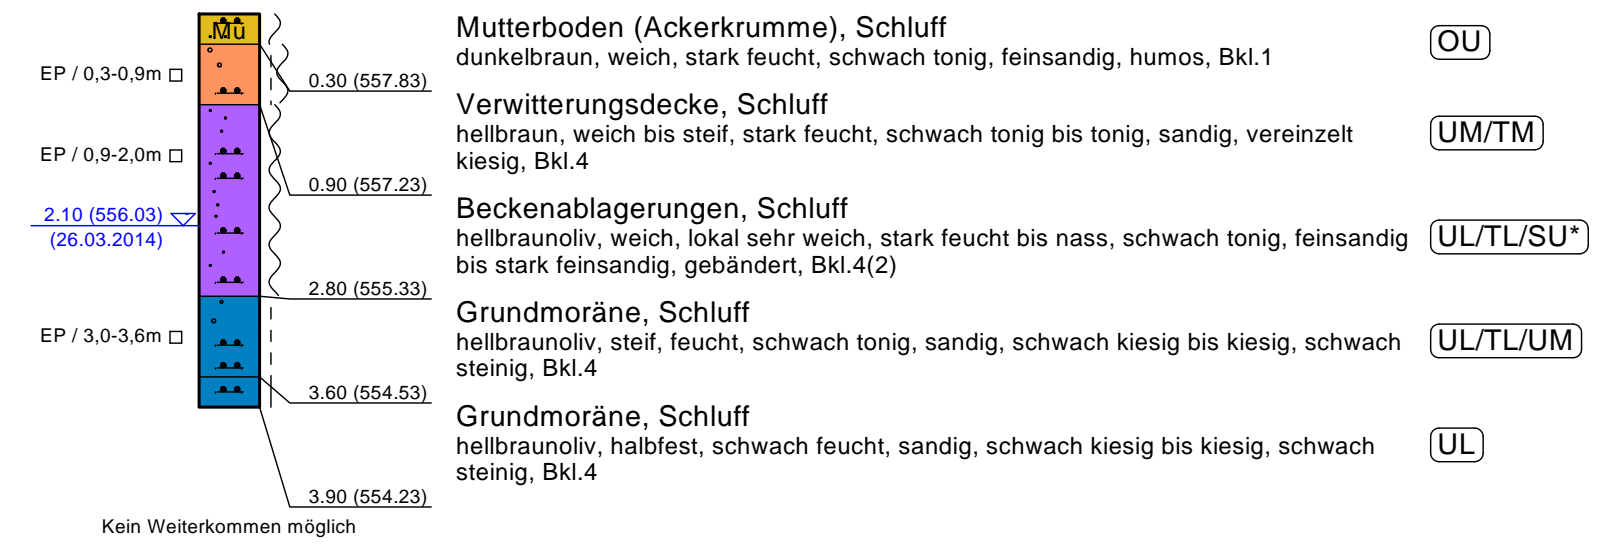 Mu
Mutterboden (Ackerkrumme), Schluff
dunkelbraun, weich, stark feucht, schwach tonig, feinsandig, humos, Bkl.1
OU
EP / 0,3-0,9m
0.30 (557.83)
Verwitterungsdecke, Schluff
hellbraun, weich bis steif, stark feucht, schwach tonig bis tonig, sandig, vereinzelt
kiesig, Bkl.4
UM/TM
EP / 0,9-2,0m
0.90 (557.23)
2.10 (556.03)
(26.03.2014)
Beckenablagerungen, Schluff
hellbraunoliv, weich, lokal sehr weich, stark feucht bis nass, schwach tonig, feinsandig
bis stark feinsandig, gebändert, Bkl.4(2)
UL/TL/SU*
2.80 (555.33)
Grundmoräne, Schluff
hellbraunoliv, steif, feucht, schwach tonig, sandig, schwach kiesig bis kiesig, schwach
steinig, Bkl.4
UL/TL/UM
EP / 3,0-3,6m
3.60 (554.53)
Grundmoräne, Schluff
hellbraunoliv, halbfest, schwach feucht, sandig, schwach kiesig bis kiesig, schwach
steinig, Bkl.4
UL
3.90 (554.23)
Kein Weiterkommen möglich